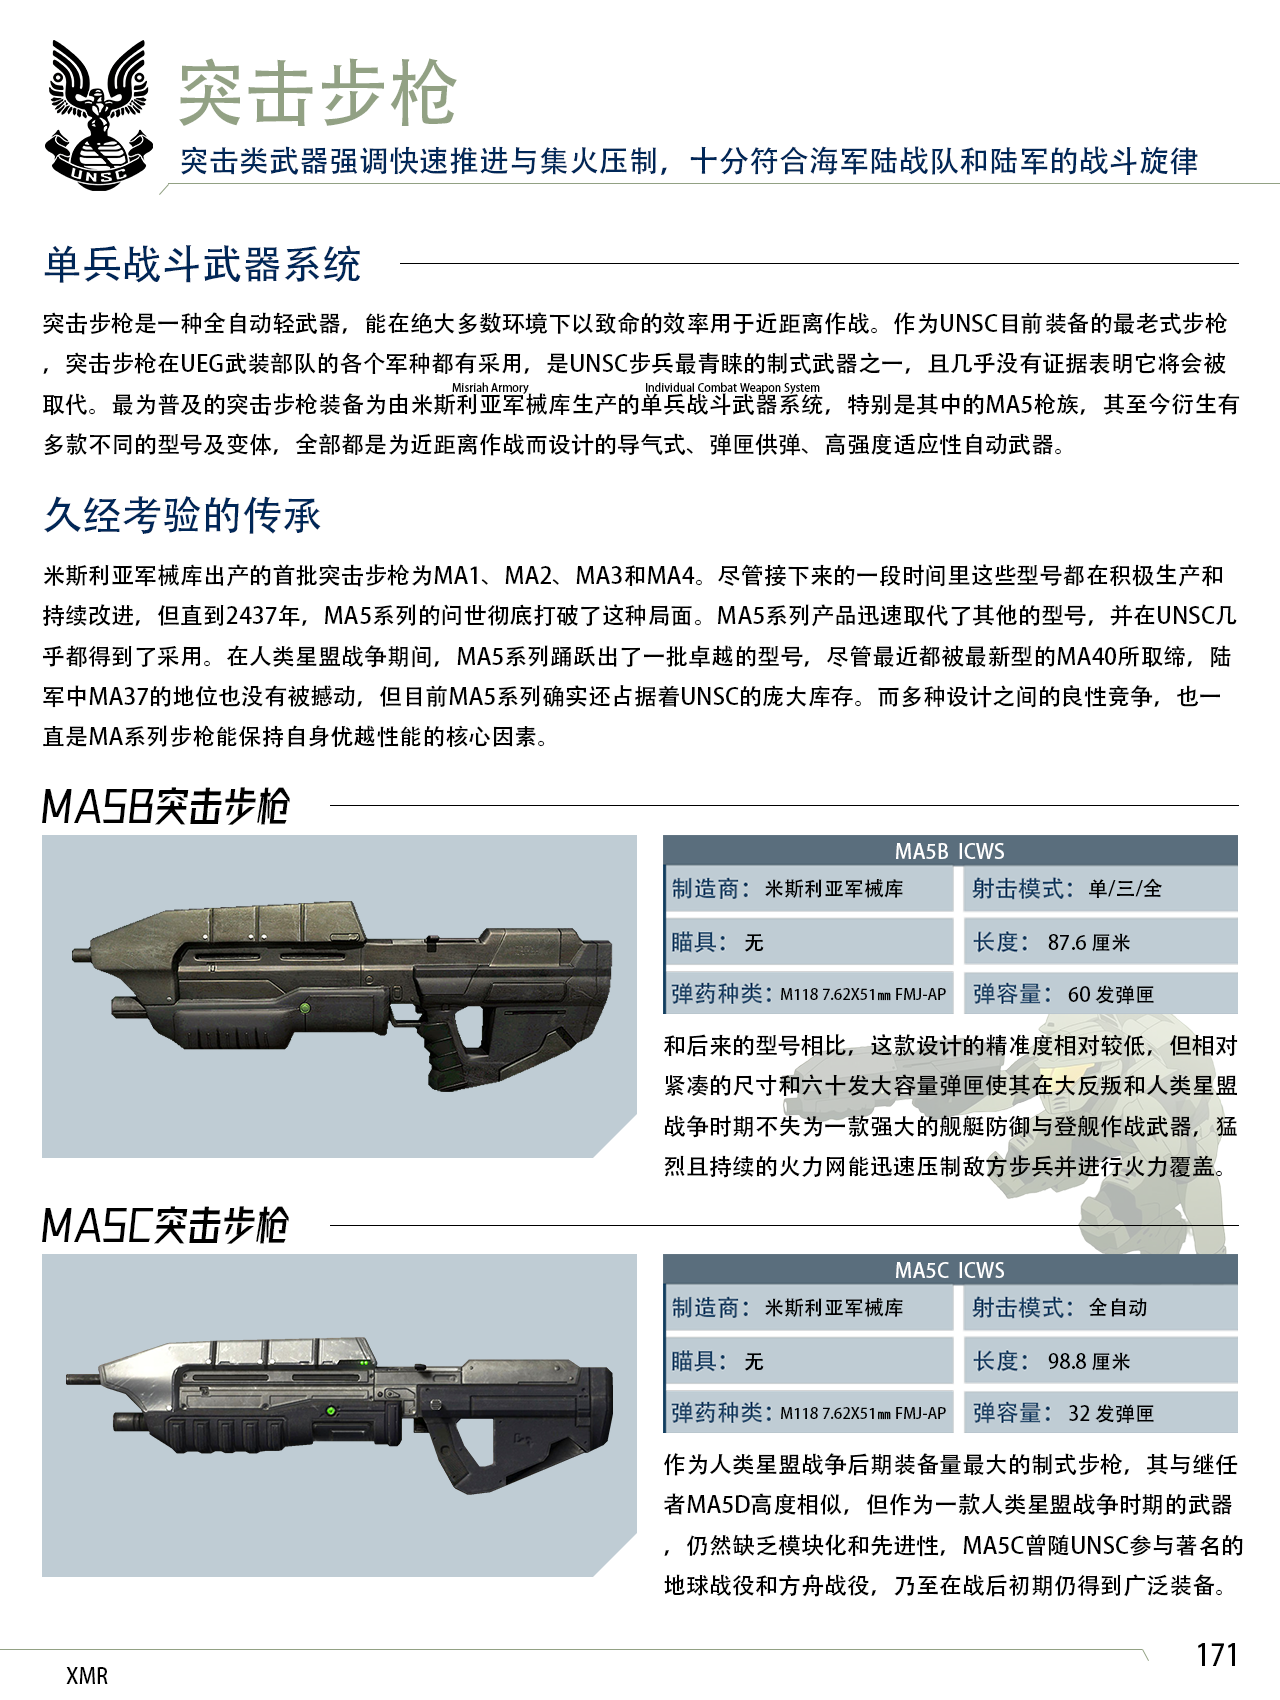 突击步枪
突击类武器强调快速推进与集火压制，十分符合海军陆战队和陆军的战斗旋律
UNSC
单兵战斗武器系统
突击步枪是一种全自动轻武器，能在绝大多数环境下以致命的效率用于近距离作战。作为UNSC目前装备的最老式步枪
，突击步枪在UEG武装部队的各个军种都有采用，是UNSC步兵最青睐的制式武器之一，且几乎没有证据表明它将会被
Misriah Armory Individual Combat Weapon System
取代。最为普及的突击步枪装备为由米斯利亚军械库生产的单兵战斗武器系统，特别是其中的MA5枪族，其至今衍生有
多款不同的型号及变体，全部都是为近距离作战而设计的导气式、弹匣供弹、高强度适应性自动武器。
久经考验的传承
米斯利亚军械库出产的首批突击步枪为MA1、MA2、MA3和MA4。尽管接下来的一段时间里这些型号都在积极生产和
持续改进，但直到2437年，MA5系列的问世彻底打破了这种局面。MA5系列产品迅速取代了其他的型号，并在UNSC几
乎都得到了采用。在人类星盟战争期间，MA5系列踊跃出了一批卓越的型号，尽管最近都被最新型的MA40所取缔，陆
军中MA37的地位也没有被撼动，但目前MA5系列确实还占据着UNSC的庞大库存。而多种设计之间的良性竞争，也一
直是MA系列步枪能保持自身优越性能的核心因素。
MA5B突击步枪
MA5B ICWS
制造商：米斯利亚军械库 射击模式：单/三/全
瞄具：无 长度：87.6 厘米
弹药种类：M118 7.62X51㎜ FMJ-AP 弹容量：60 发弹匣
和后来的型号相比，这款设计的精准度相对较低，但相对
紧凑的尺寸和六十发大容量弹匣使其在大反叛和人类星盟
战争时期不失为一款强大的舰艇防御与登舰作战武器，猛
烈且持续的火力网能迅速压制敌方步兵并进行火力覆盖。
MA5C突击步枪
MA5C ICWS
制造商：米斯利亚军械库 射击模式：全自动
瞄具：无 长度：98.8 厘米
弹药种类：M118 7.62X51㎜ FMJ-AP 弹容量：32 发弹匣
作为人类星盟战争后期装备量最大的制式步枪，其与继任
者MA5D高度相似，但作为一款人类星盟战争时期的武器
，仍然缺乏模块化和先进性，MA5C曾随UNSC参与著名的
地球战役和方舟战役，乃至在战后初期仍得到广泛装备。
171
XMR